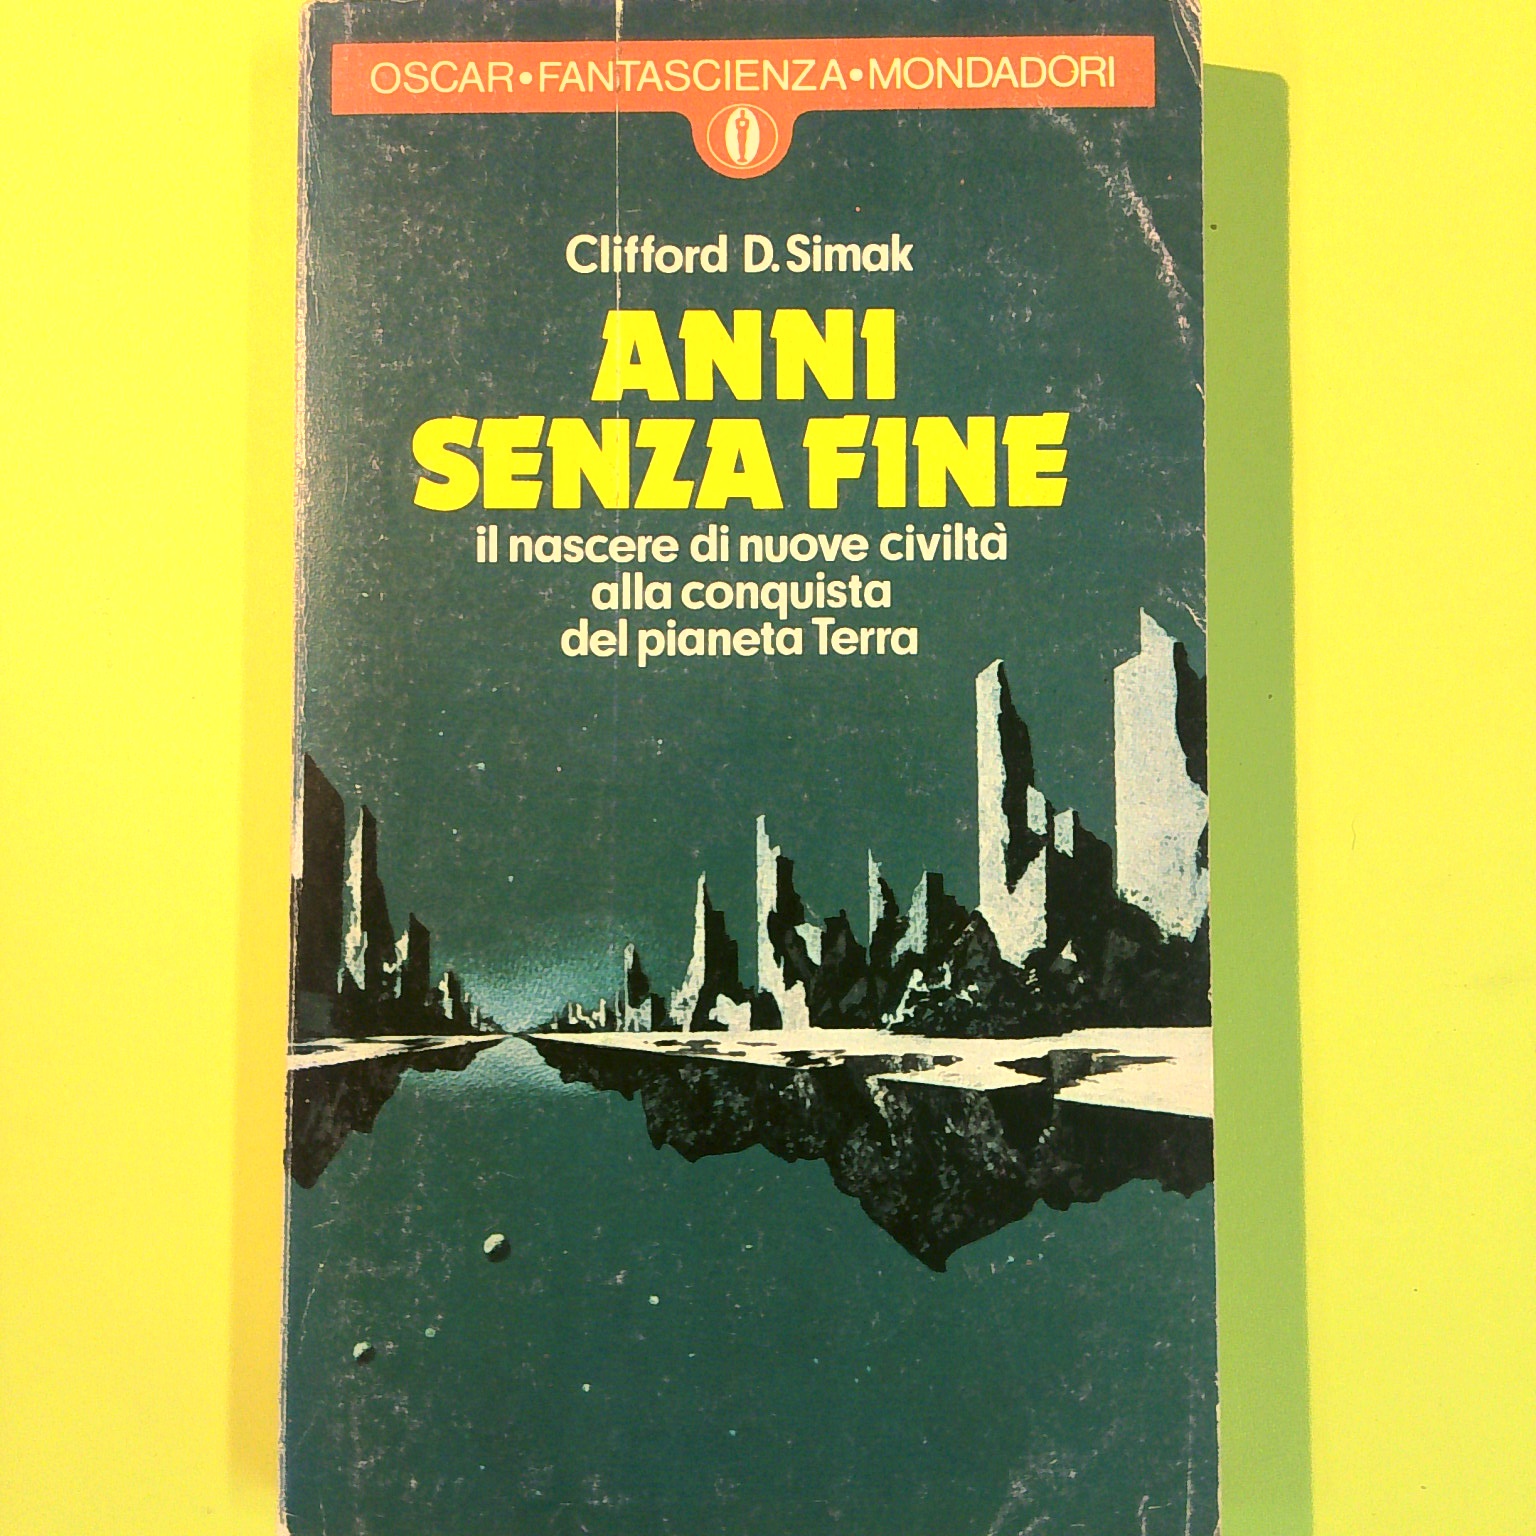 OSCAR•FANTASCIENZA•MONDADORI
Clifford D. Simak
ANNI
SENZA FINE
il nascere di nuove civiltà
alla conquista
del pianeta Terra